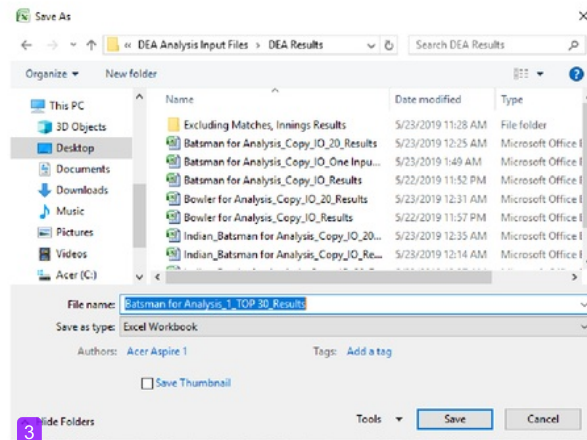 Save As
« DEA Analysis Input Files > DEA Results
Search DEA Results
Organize
New folder
Name Date modified Type
This PC
3D Objects
Desktop
Documents
Downloads
Music
Pictures
Videos
Acer (C:)
Excluding Matches, Innings Results 5/23/2019 11:28 AM File folder
Batsman for Analysis_Copy_IO_20_Results 5/23/2019 12:25 AM Microsoft Office E
Batsman for Analysis_Copy_IO_One Inpu... 5/23/2019 1:49 AM Microsoft Office E
Batsman for Analysis_Copy_IO_Results 5/22/2019 11:52 PM Microsoft Office E
Bowler for Analysis_Copy_IO_20_Results 5/23/2019 12:31 AM Microsoft Office E
Bowler for Analysis_Copy_IO_Results 5/22/2019 11:57 PM Microsoft Office E
Indian_Batsman for Analysis_Copy_IO_20... 5/23/2019 12:35 AM Microsoft Office E
Indian_Batsman for Analysis_Copy_IO_Re... 5/23/2019 12:14 AM Microsoft Office E
File name: Batsman for Analysis_1_TOP 30_Results
Save as type: Excel Workbook
Authors: Acer Aspire 1 Tags: Add a tag
Save Thumbnail
Hide Folders Tools Save Cancel
3